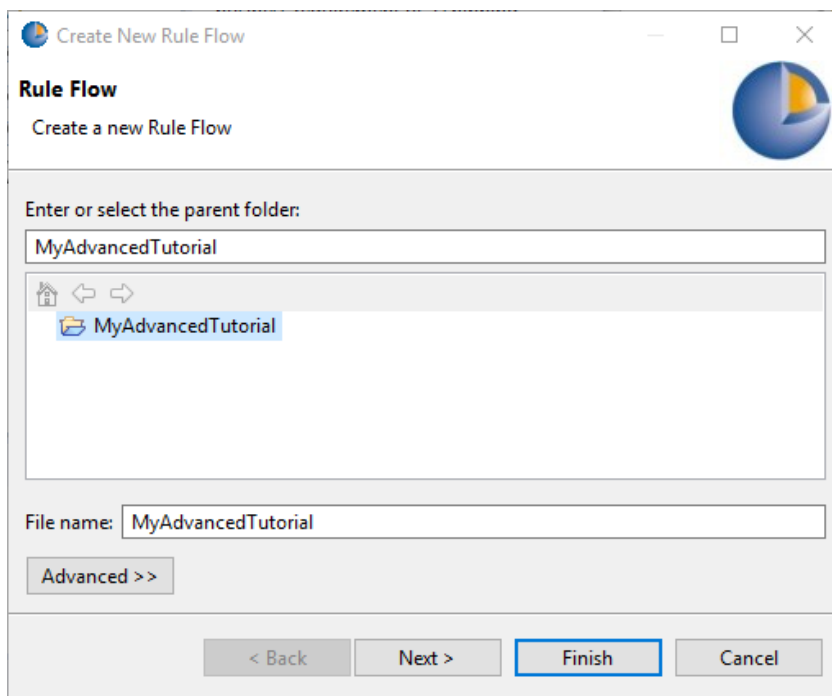 Create New Rule Flow
Rule Flow
Create a new Rule Flow
Enter or select the parent folder:
MyAdvancedTutorial
MyAdvancedTutorial
File name: MyAdvancedTutorial
Advanced >>
< Back Next > Finish Cancel